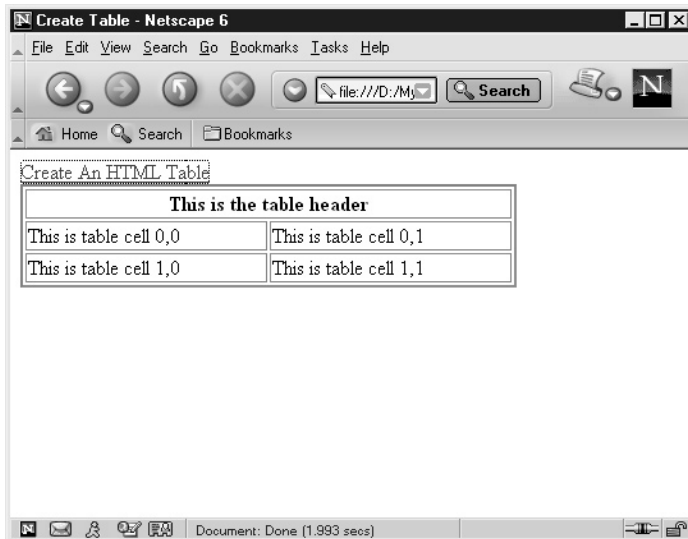 N Create Table - Netscape 6
File Edit View Search Go Bookmarks Tasks Help
file:///D:/My Search N
Home Search Bookmarks
Create An HTML Table
This is the table header
This is table cell 0,0 This is table cell 0,1
This is table cell 1,0 This is table cell 1,1
N Document: Done (1.993 secs)